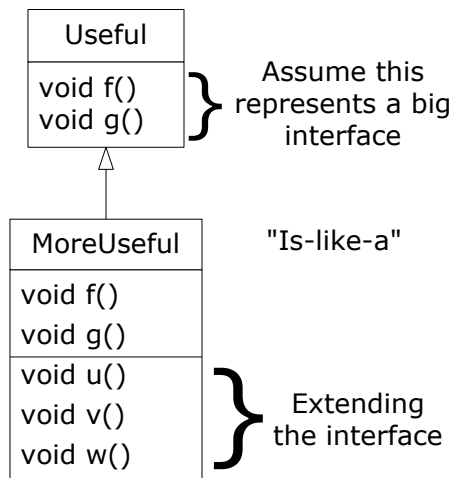 Useful
void f()
void g()
Assume this
represents a big
interface
MoreUseful
"Is-like-a"
void f()
void g()
void u()
void v()
void w()
Extending
the interface